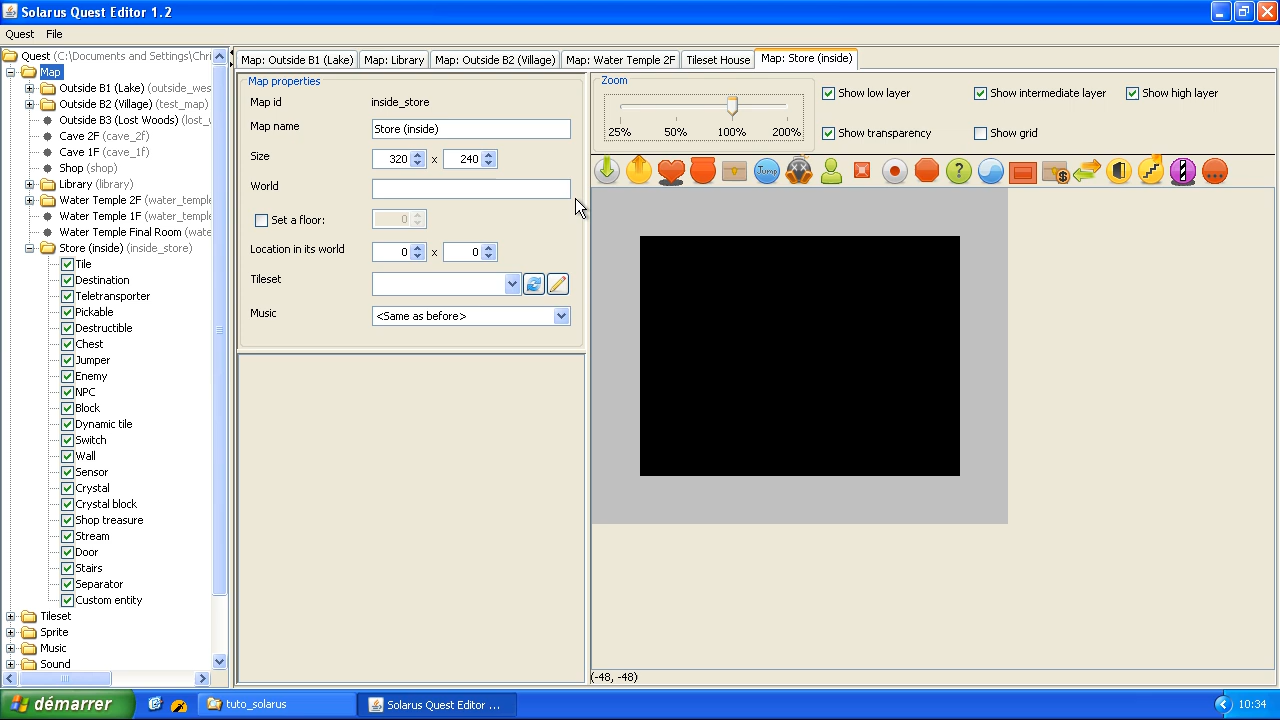 Solarus Quest Editor 1.2
Quest File
Quest (C:\Documents and Settings\Chri
Map
Outside B1 (Lake) (outside_wes
Outside B2 (Village) (test_map)
Outside B3 (Lost Woods) (lost_
Cave 2F (cave_2f)
Cave 1F (cave_1f)
Shop (shop)
Library (library)
Water Temple 2F (water_temple
Water Temple 1F (water_temple
Water Temple Final Room (wate
Store (inside) (inside_store)
Tile
Destination
Teletransporter
Pickable
Destructible
Chest
Jumper
Enemy
NPC
Block
Dynamic tile
Switch
Wall
Sensor
Crystal
Crystal block
Shop treasure
Stream
Door
Stairs
Separator
Custom entity
Tileset
Sprite
Music
Sound
Map: Outside B1 (Lake) Map: Library Map: Outside B2 (Village) Map: Water Temple 2F Tileset House Map: Store (inside)
Map properties
Map id inside_store
Map name Store (inside)
Size 320 x 240
World
Set a floor: 0
Location in its world 0 x 0
Tileset
Music <Same as before>
Zoom
25% 50% 100% 200%
Show low layer Show intermediate layer Show high layer
Show transparency Show grid
Jump ? $
(-48, -48)
démarrer tuto_solarus Solarus Quest Editor ... 10:34